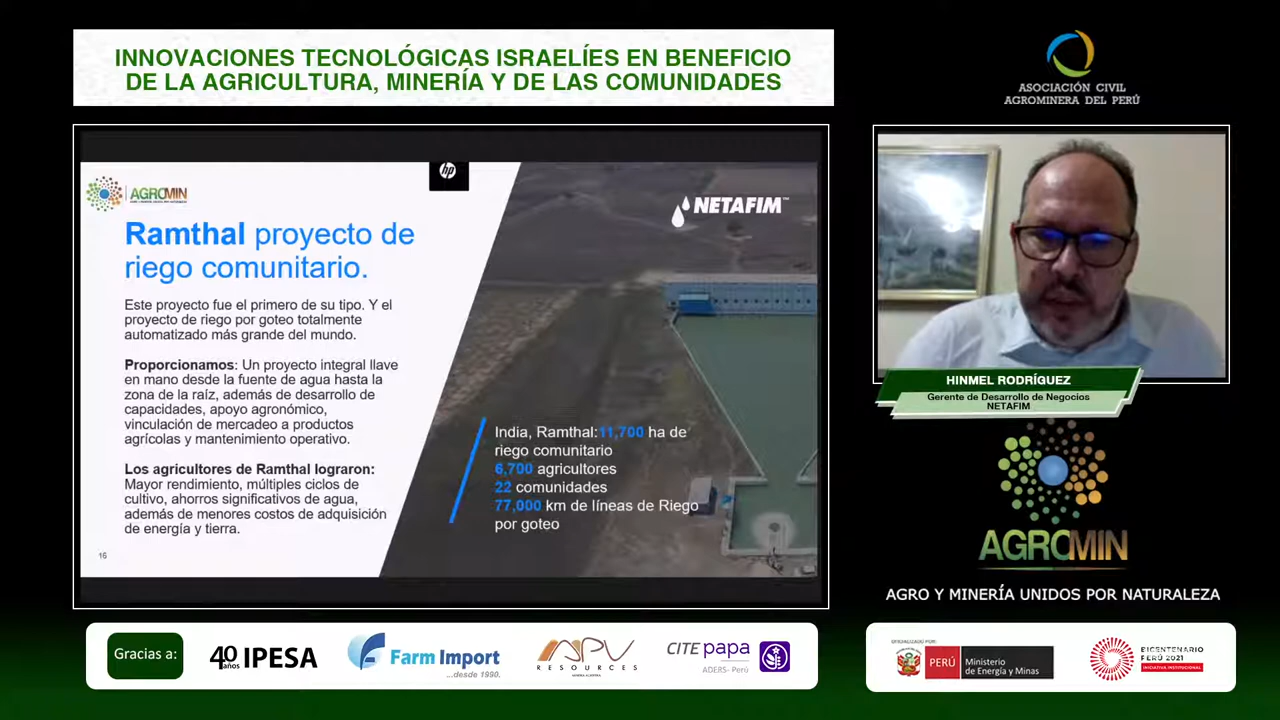 INNOVACIONES TECNOLÓGICAS ISRAELÍES EN BENEFICIO
DE LA AGRICULTURA, MINERÍA Y DE LAS COMUNIDADES
ASOCIACIÓN CIVIL
AGROMINERA DEL PERÚ
AGROMIN
hp
NETAFIM™
Ramthal proyecto de
riego comunitario.
Este proyecto fue el primero de su tipo. Y el
proyecto de riego por goteo totalmente
automatizado más grande del mundo.
Proporcionamos: Un proyecto integral llave
en mano desde la fuente de agua hasta la
zona de la raíz, además de desarrollo de
capacidades, apoyo agronómico,
vinculación de mercadeo a productos
agrícolas y mantenimiento operativo.
Los agricultores de Ramthal lograron:
Mayor rendimiento, múltiples ciclos de
cultivo, ahorros significativos de agua,
además de menores costos de adquisición
de energía y tierra.
16
India, Ramthal:11,700 ha de
riego comunitario
6,700 agricultores
22 comunidades
77,000 km de líneas de Riego
por goteo
HINMEL RODRÍGUEZ
Gerente de Desarrollo de Negocios
NETAFIM
AGROMIN
AGRO Y MINERÍA UNIDOS POR NATURALEZA
Gracias a:
40 años IPESA
Farm Import
...desde 1990.
APV
RESOURCES
CITEpapa
ADERS- Perú
OFICIALIZADO POR:
PERÚ
Ministerio
de Energía y Minas
BICENTENARIO
PERÚ 2021
INICIATIVA INSTITUCIONAL